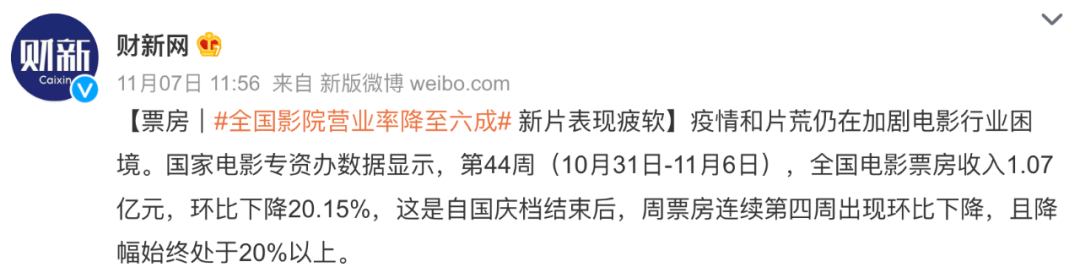 财新
Caixin
财新网
11月07日 11:56 来自 新版微博 weibo.com
【票房｜#全国影院营业率降至六成# 新片表现疲软】疫情和片荒仍在加剧电影行业困
境。国家电影专资办数据显示，第44周（10月31日-11月6日），全国电影票房收入1.07
亿元，环比下降20.15%，这是自国庆档结束后，周票房连续第四周出现环比下降，且降
幅始终处于20%以上。